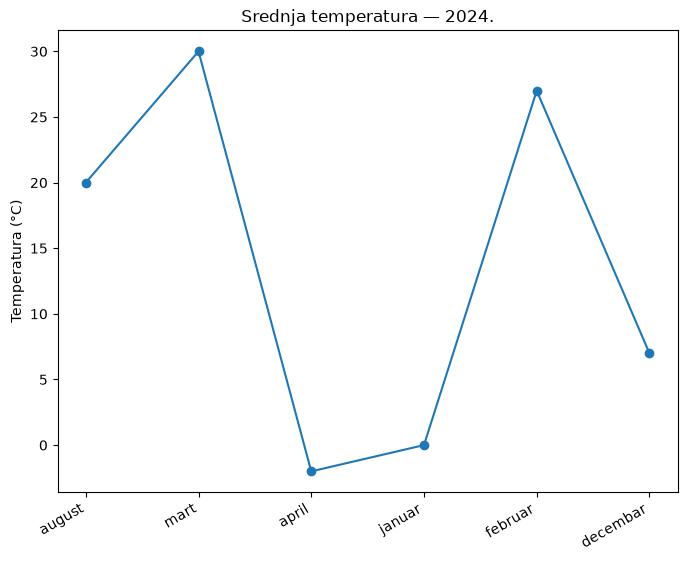 Srednja temperatura — 2024.
Temperatura (°C)
30
25
20
15
10
5
0
august
mart
april
januar
februar
decembar